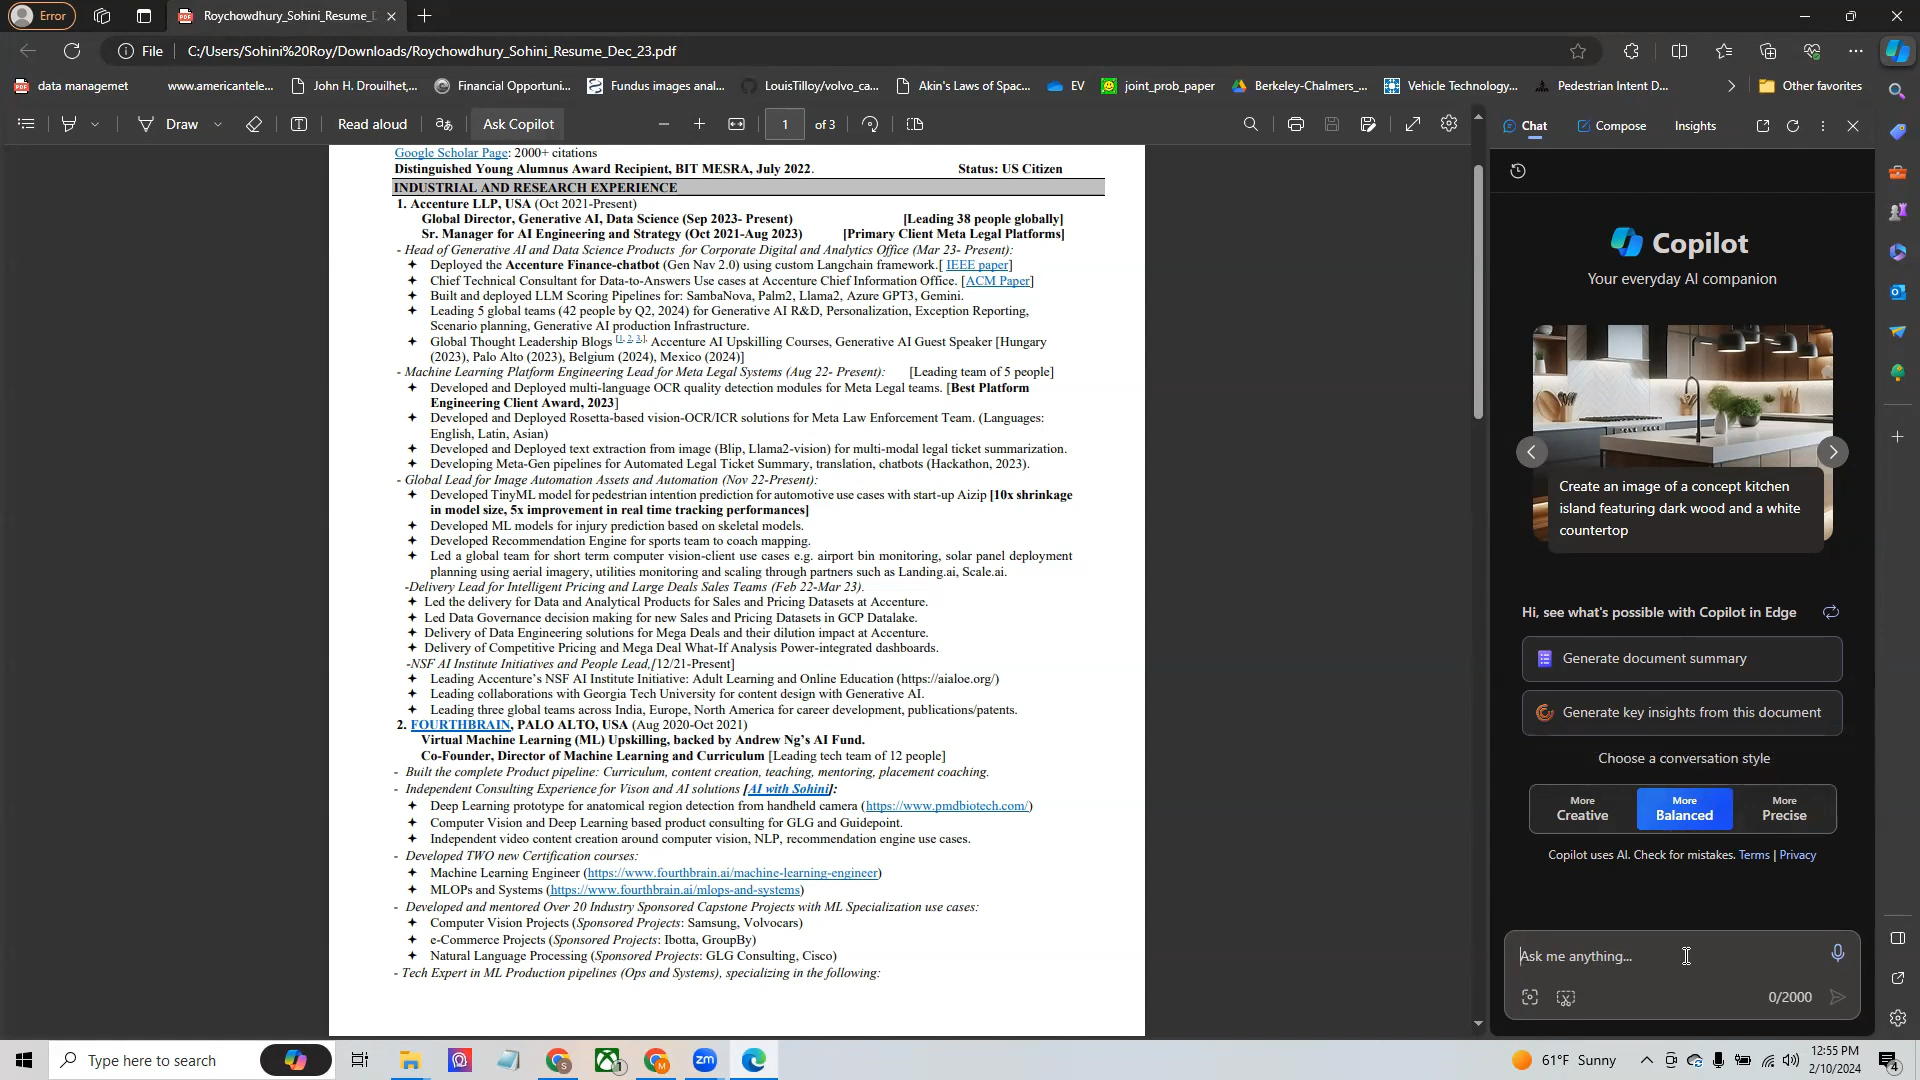 Error
Roychowdhury_Sohini_Resume_D
File
C:/Users/Sohini%20Roy/Downloads/Roychowdhury_Sohini_Resume_Dec_23.pdf
data managemet
www.americantele...
John H. Drouilhet,...
Financial Opportuni...
Fundus images anal...
LouisTilloy/volvo_ca...
Akin's Laws of Spac...
EV
joint_prob_paper
Berkeley-Chalmers_...
Vehicle Technology...
Pedestrian Intent D...
Other favorites
Draw
Read aloud
Ask Copilot
1 of 3
Google Scholar Page: 2000+ citations
Distinguished Young Alumnus Award Recipient, BIT MESRA, July 2022. Status: US Citizen
INDUSTRIAL AND RESEARCH EXPERIENCE
1. Accenture LLP, USA (Oct 2021-Present)
Global Director, Generative AI, Data Science (Sep 2023- Present) [Leading 38 people globally]
Sr. Manager for AI Engineering and Strategy (Oct 2021-Aug 2023) [Primary Client Meta Legal Platforms]
- Head of Generative AI and Data Science Products for Corporate Digital and Analytics Office (Mar 23- Present):
Deployed the Accenture Finance-chatbot (Gen Nav 2.0) using custom Langchain framework.[ IEEE paper]
Chief Technical Consultant for Data-to-Answers Use cases at Accenture Chief Information Office. [ACM Paper]
Built and deployed LLM Scoring Pipelines for: SambaNova, Palm2, Llama2, Azure GPT3, Gemini.
Leading 5 global teams (42 people by Q2, 2024) for Generative AI R&D, Personalization, Exception Reporting,
Scenario planning, Generative AI production Infrastructure.
Global Thought Leadership Blogs [1, 2, 3,], Accenture AI Upskilling Courses, Generative AI Guest Speaker [Hungary
(2023), Palo Alto (2023), Belgium (2024), Mexico (2024)]
- Machine Learning Platform Engineering Lead for Meta Legal Systems (Aug 22- Present): [Leading team of 5 people]
Developed and Deployed multi-language OCR quality detection modules for Meta Legal teams. [Best Platform
Engineering Client Award, 2023]
Developed and Deployed Rosetta-based vision-OCR/ICR solutions for Meta Law Enforcement Team. (Languages:
English, Latin, Asian)
Developed and Deployed text extraction from image (Blip, Llama2-vision) for multi-modal legal ticket summarization.
Developing Meta-Gen pipelines for Automated Legal Ticket Summary, translation, chatbots (Hackathon, 2023).
- Global Lead for Image Automation Assets and Automation (Nov 22-Present):
Developed TinyML model for pedestrian intention prediction for automotive use cases with start-up Aizip [10x shrinkage
in model size, 5x improvement in real time tracking performances]
Developed ML models for injury prediction based on skeletal models.
Developed Recommendation Engine for sports team to coach mapping.
Led a global team for short term computer vision-client use cases e.g. airport bin monitoring, solar panel deployment
planning using aerial imagery, utilities monitoring and scaling through partners such as Landing.ai, Scale.ai.
-Delivery Lead for Intelligent Pricing and Large Deals Sales Teams (Feb 22-Mar 23).
Led the delivery for Data and Analytical Products for Sales and Pricing Datasets at Accenture.
Led Data Governance decision making for new Sales and Pricing Datasets in GCP Datalake.
Delivery of Data Engineering solutions for Mega Deals and their dilution impact at Accenture.
Delivery of Competitive Pricing and Mega Deal What-If Analysis Power-integrated dashboards.
-NSF AI Institute Initiatives and People Lead,[12/21-Present]
Leading Accenture's NSF AI Institute Initiative: Adult Learning and Online Education (https://aialoe.org/)
Leading collaborations with Georgia Tech University for content design with Generative AI.
Leading three global teams across India, Europe, North America for career development, publications/patents.
2. FOURTHBRAIN, PALO ALTO, USA (Aug 2020-Oct 2021)
Virtual Machine Learning (ML) Upskilling, backed by Andrew Ng's AI Fund.
Co-Founder, Director of Machine Learning and Curriculum [Leading tech team of 12 people]
- Built the complete Product pipeline: Curriculum, content creation, teaching, mentoring, placement coaching.
- Independent Consulting Experience for Vison and AI solutions [AI with Sohini]:
Deep Learning prototype for anatomical region detection from handheld camera (https://www.pmdbiotech.com/)
Computer Vision and Deep Learning based product consulting for GLG and Guidepoint.
Independent video content creation around computer vision, NLP, recommendation engine use cases.
- Developed TWO new Certification courses:
Machine Learning Engineer (https://www.fourthbrain.ai/machine-learning-engineer)
MLOPs and Systems (https://www.fourthbrain.ai/mlops-and-systems)
- Developed and mentored Over 20 Industry Sponsored Capstone Projects with ML Specialization use cases:
Computer Vision Projects (Sponsored Projects: Samsung, Volvocars)
e-Commerce Projects (Sponsored Projects: Ibotta, GroupBy)
Natural Language Processing (Sponsored Projects: GLG Consulting, Cisco)
- Tech Expert in ML Production pipelines (Ops and Systems), specializing in the following:
Chat
Compose
Insights
Copilot
Your everyday AI companion
Create an image of a concept kitchen
island featuring dark wood and a white
countertop
Hi, see what's possible with Copilot in Edge
Generate document summary
Generate key insights from this document
Choose a conversation style
More
Creative
More
Balanced
More
Precise
Copilot uses AI. Check for mistakes. Terms | Privacy
Ask me anything...
0/2000
Type here to search
61°F Sunny
12:55 PM
2/10/2024
4